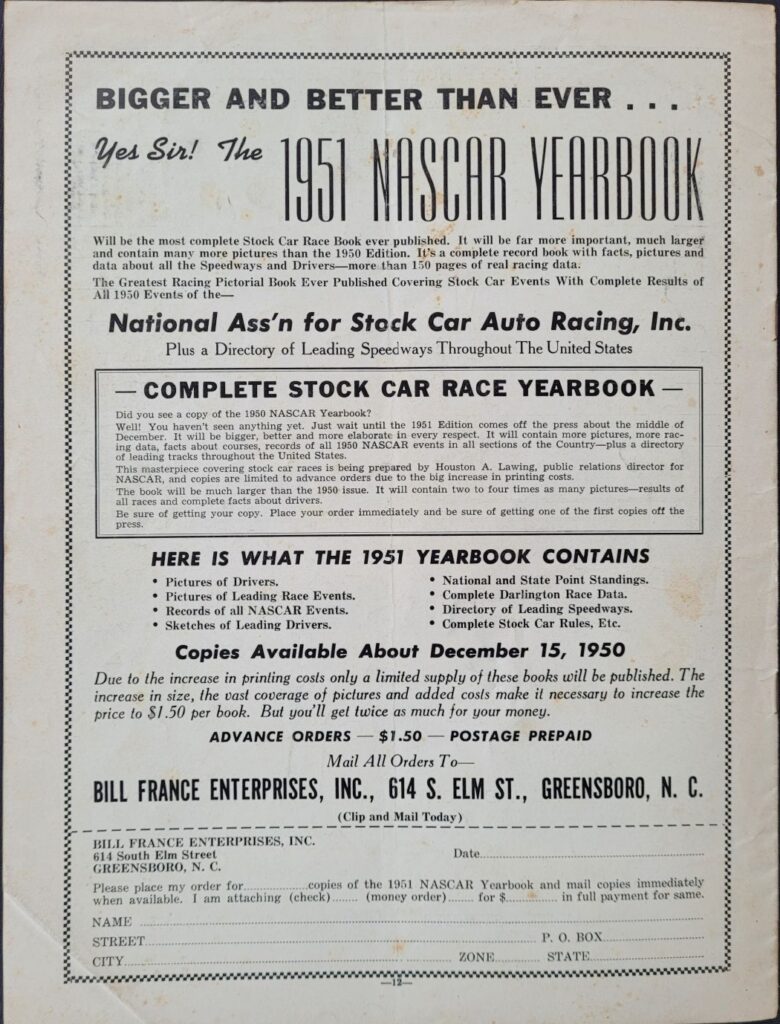 BIGGER AND BETTER THAN EVER . . .
Yes Sir! The 1951 NASCAR YEARBOOK
Will be the most complete Stock Car Race Book ever published. It will be far more important, much larger
and contain many more pictures than the 1950 Edition. It's a complete record book with facts, pictures and
data about all the Speedways and Drivers—more than 150 pages of real racing data.
The Greatest Racing Pictorial Book Ever Published Covering Stock Car Events With Complete Results of
All 1950 Events of the—
National Ass'n for Stock Car Auto Racing, Inc.
Plus a Directory of Leading Speedways Throughout The United States
— COMPLETE STOCK CAR RACE YEARBOOK —
Did you see a copy of the 1950 NASCAR Yearbook?
Well! You haven't seen anything yet. Just wait until the 1951 Edition comes off the press about the middle of
December. It will be bigger, better and more elaborate in every respect. It will contain more pictures, more rac-
ing data, facts about courses, records of all 1950 NASCAR events in all sections of the Country—plus a directory
of leading tracks throughout the United States.
This masterpiece covering stock car races is being prepared by Houston A. Lawing, public relations director for
NASCAR, and copies are limited to advance orders due to the big increase in printing costs.
The book will be much larger than the 1950 issue. It will contain two to four times as many pictures—results of
all races and complete facts about drivers.
Be sure of getting your copy. Place your order immediately and be sure of getting one of the first copies off the
press.
HERE IS WHAT THE 1951 YEARBOOK CONTAINS
• Pictures of Drivers.
• Pictures of Leading Race Events.
• Records of all NASCAR Events.
• Sketches of Leading Drivers.
• National and State Point Standings.
• Complete Darlington Race Data.
• Directory of Leading Speedways.
• Complete Stock Car Rules, Etc.
Copies Available About December 15, 1950
Due to the increase in printing costs only a limited supply of these books will be published. The
increase in size, the vast coverage of pictures and added costs make it necessary to increase the
price to $1.50 per book. But you'll get twice as much for your money.
ADVANCE ORDERS — $1.50 — POSTAGE PREPAID
Mail All Orders To—
BILL FRANCE ENTERPRISES, INC., 614 S. ELM ST., GREENSBORO, N. C.
(Clip and Mail Today)
BILL FRANCE ENTERPRISES, INC.
614 South Elm Street Date
GREENSBORO, N. C.
Please place my order for copies of the 1951 NASCAR Yearbook and mail copies immediately
when available. I am attaching (check) (money order) for $ in full payment for same.
NAME
STREET P. O. BOX
CITY ZONE STATE
—12—